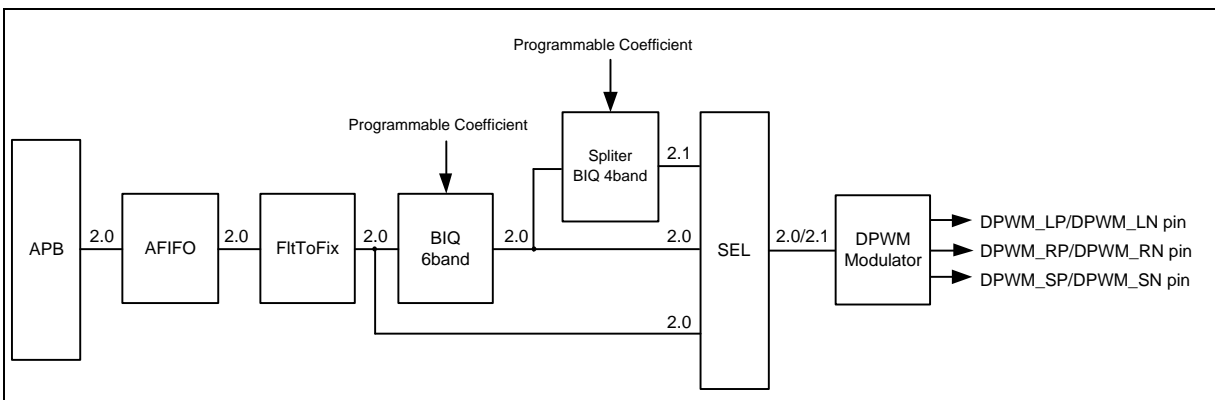 Programmable Coefficient
Programmable Coefficient
Spliter
BIQ 4band
2.1
APB
2.0
AFIFO
2.0
FltToFix
2.0
BIQ
6band
2.0
2.0
2.0
SEL
2.0/2.1
DPWM
Modulator
DPWM_LP/DPWM_LN pin
DPWM_RP/DPWM_RN pin
DPWM_SP/DPWM_SN pin